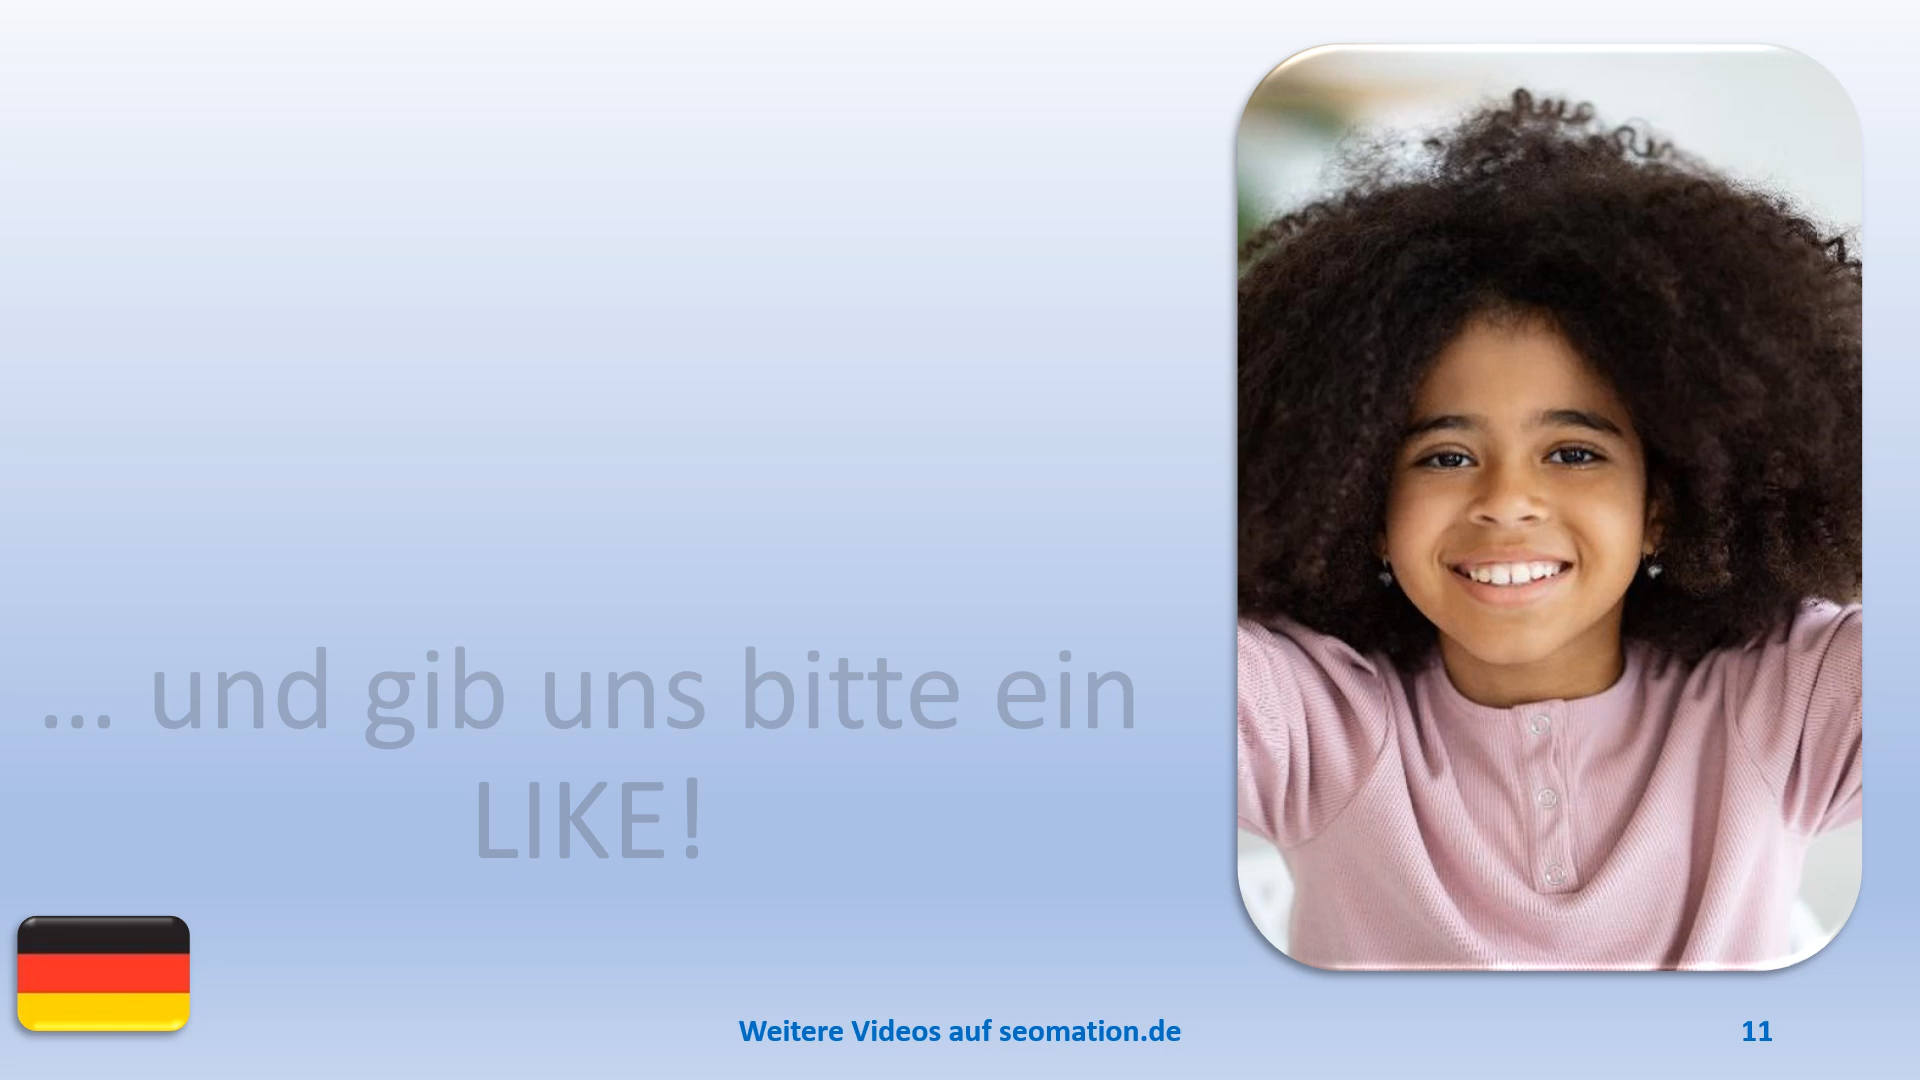 ... und gib uns bitte ein
LIKE!
Weitere Videos auf seomation.de
11